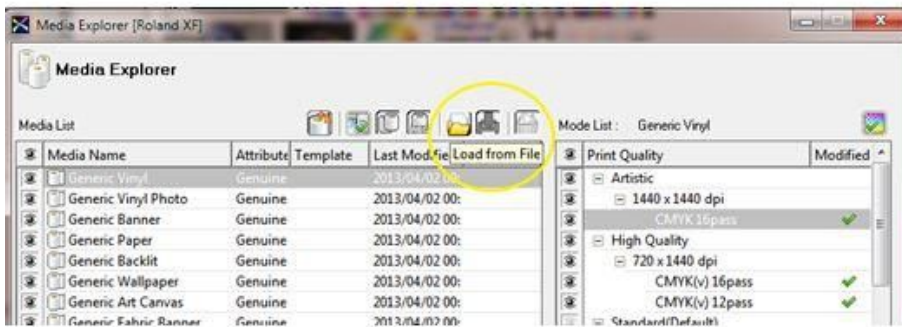 Media Explorer [Roland XF]
Media Explorer
Media List
Mode List : Generic Vinyl
Media Name Attribute Template Last Modifie Load from File
Print Quality Modified
Generic Vinyl Genuine 2013/04/02 00:
Artistic
Generic Vinyl Photo Genuine 2013/04/02 00:
1440 x 1440 dpi
Generic Banner Genuine 2013/04/02 00:
CMYK 16pass
Generic Paper Genuine 2013/04/02 00:
High Quality
Generic Backlit Genuine 2013/04/02 00:
720 x 1440 dpi
Generic Wallpaper Genuine 2013/04/02 00:
CMYK(v) 16pass
Generic Art Canvas Genuine 2013/04/02 00:
CMYK(v) 12pass
Generic Fabric Banner Genuine 2013/04/02 00:
Standard(Default)